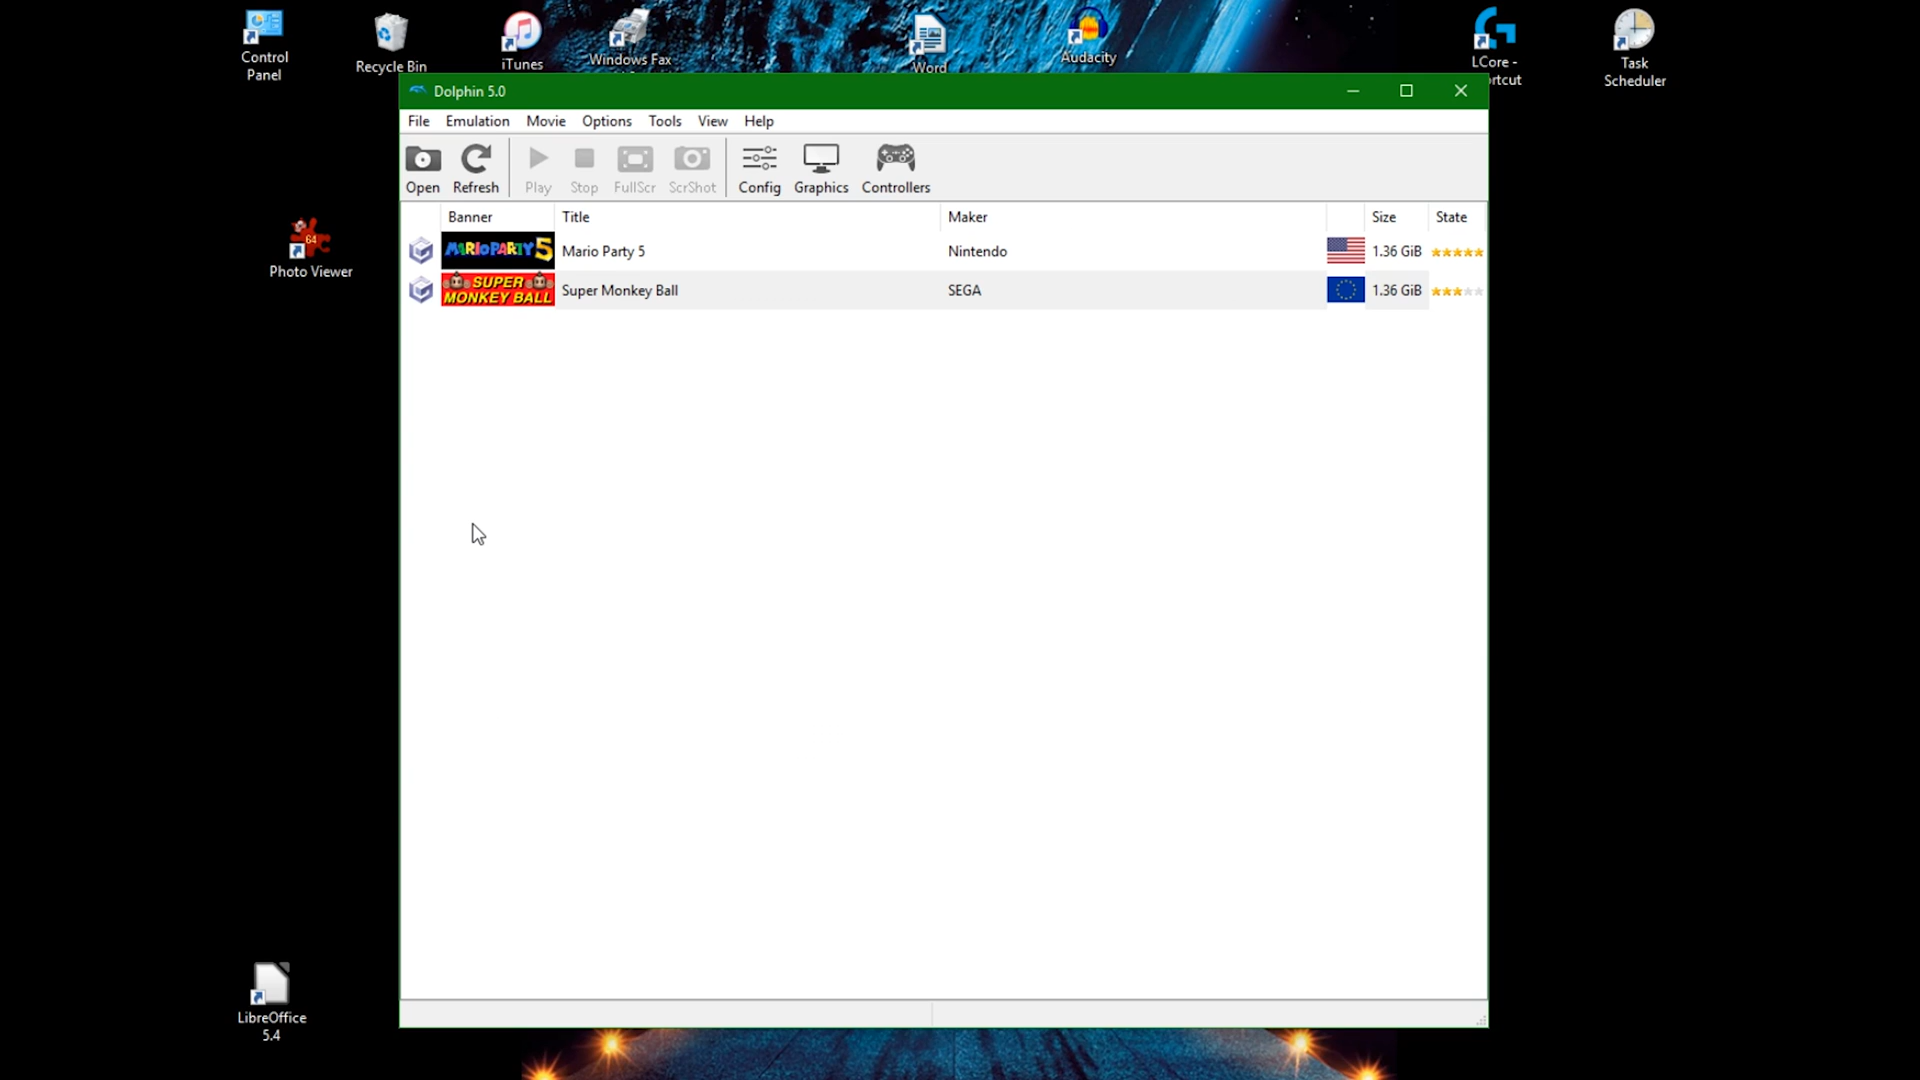 Control
Panel
Recycle Bin
iTunes
Windows Fax
Word
Audacity
LCore -
rtcut
Task
Scheduler
Dolphin 5.0
File Emulation Movie Options Tools View Help
Open Refresh Play Stop FullScr ScrShot Config Graphics Controllers
Banner Title Maker Size State
MARIO PARTY 5 Mario Party 5 Nintendo 1.36 GiB
SUPER
MONKEY BALL Super Monkey Ball SEGA 1.36 GiB
64
Photo Viewer
LibreOffice
5.4